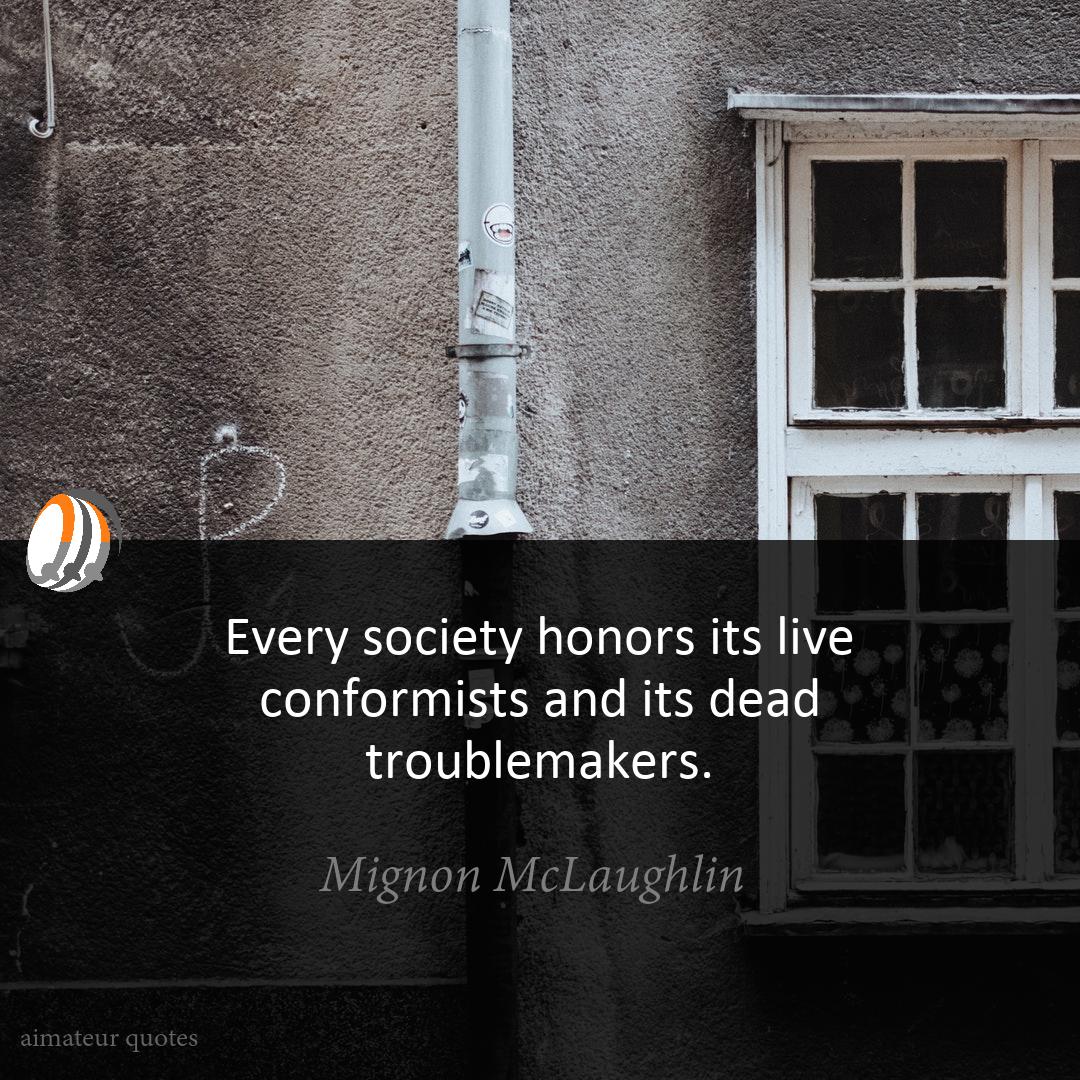 Every society honors its live
conformists and its dead
troublemakers.
Mignon McLaughlin
aimateur quotes